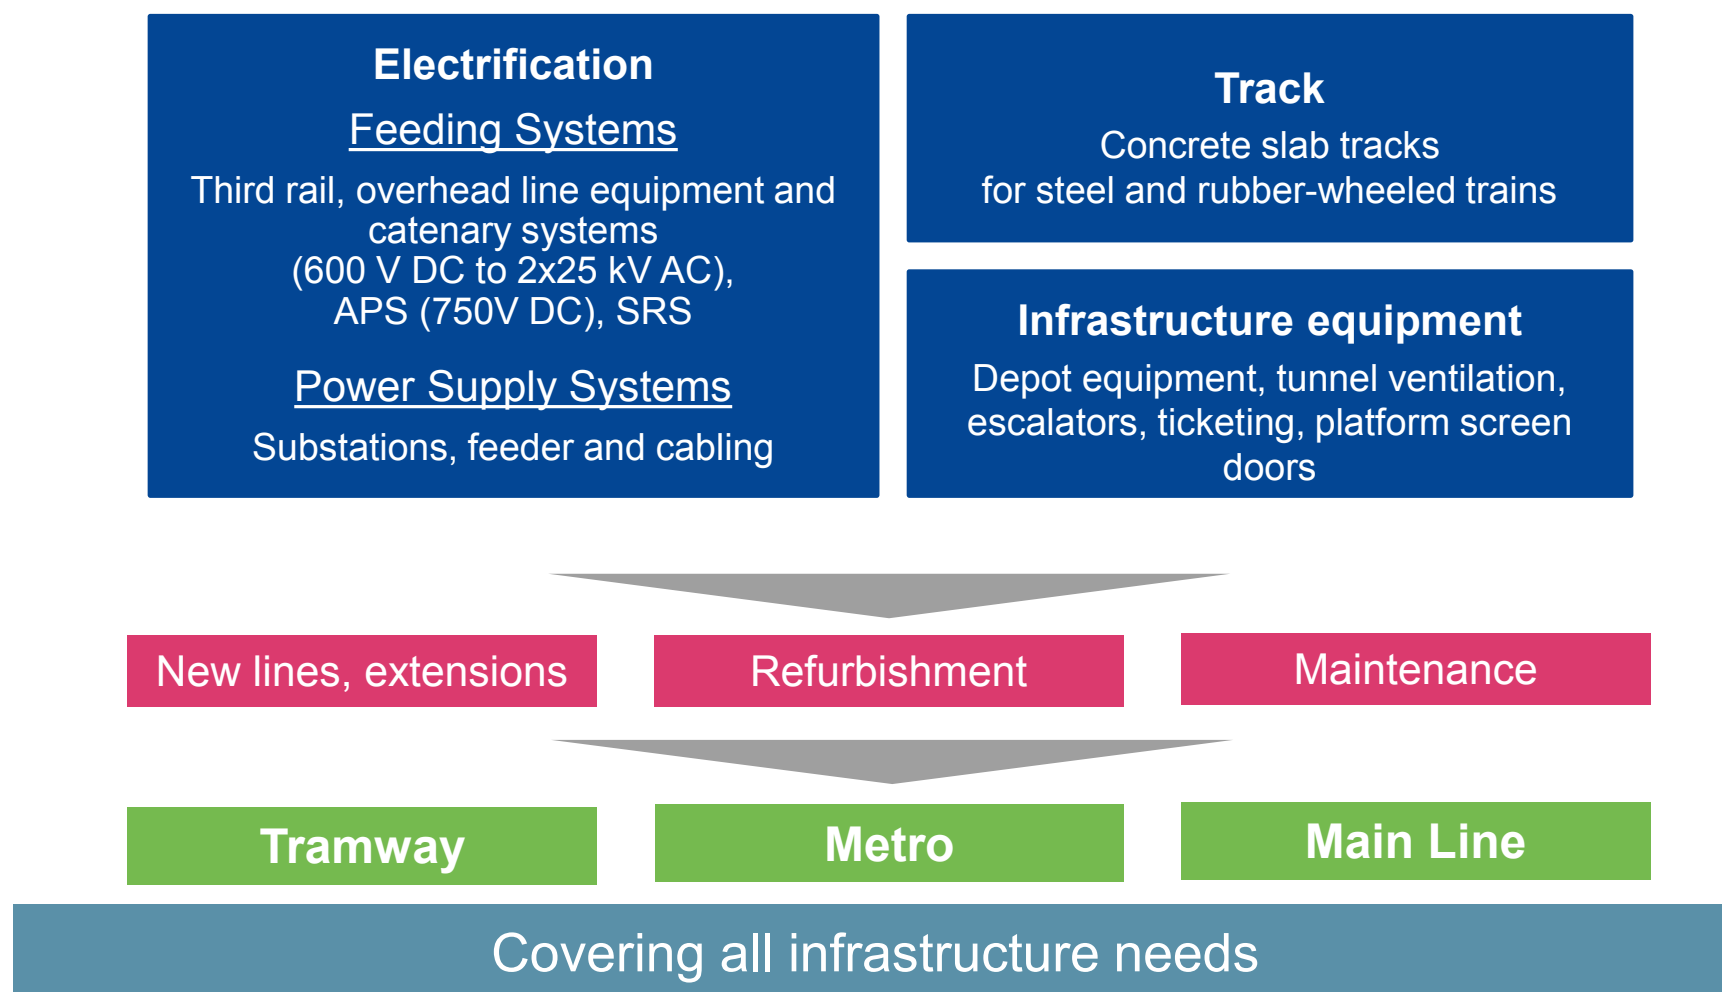 Electrification
Feeding Systems
Third rail, overhead line equipment and
catenary systems
(600 V DC to 2x25 kV AC),
APS (750V DC), SRS
Power Supply Systems
Substations, feeder and cabling
Track
Concrete slab tracks
for steel and rubber-wheeled trains
Infrastructure equipment
Depot equipment, tunnel ventilation,
escalators, ticketing, platform screen
doors
New lines, extensions
Refurbishment
Maintenance
Tramway
Metro
Main Line
Covering all infrastructure needs